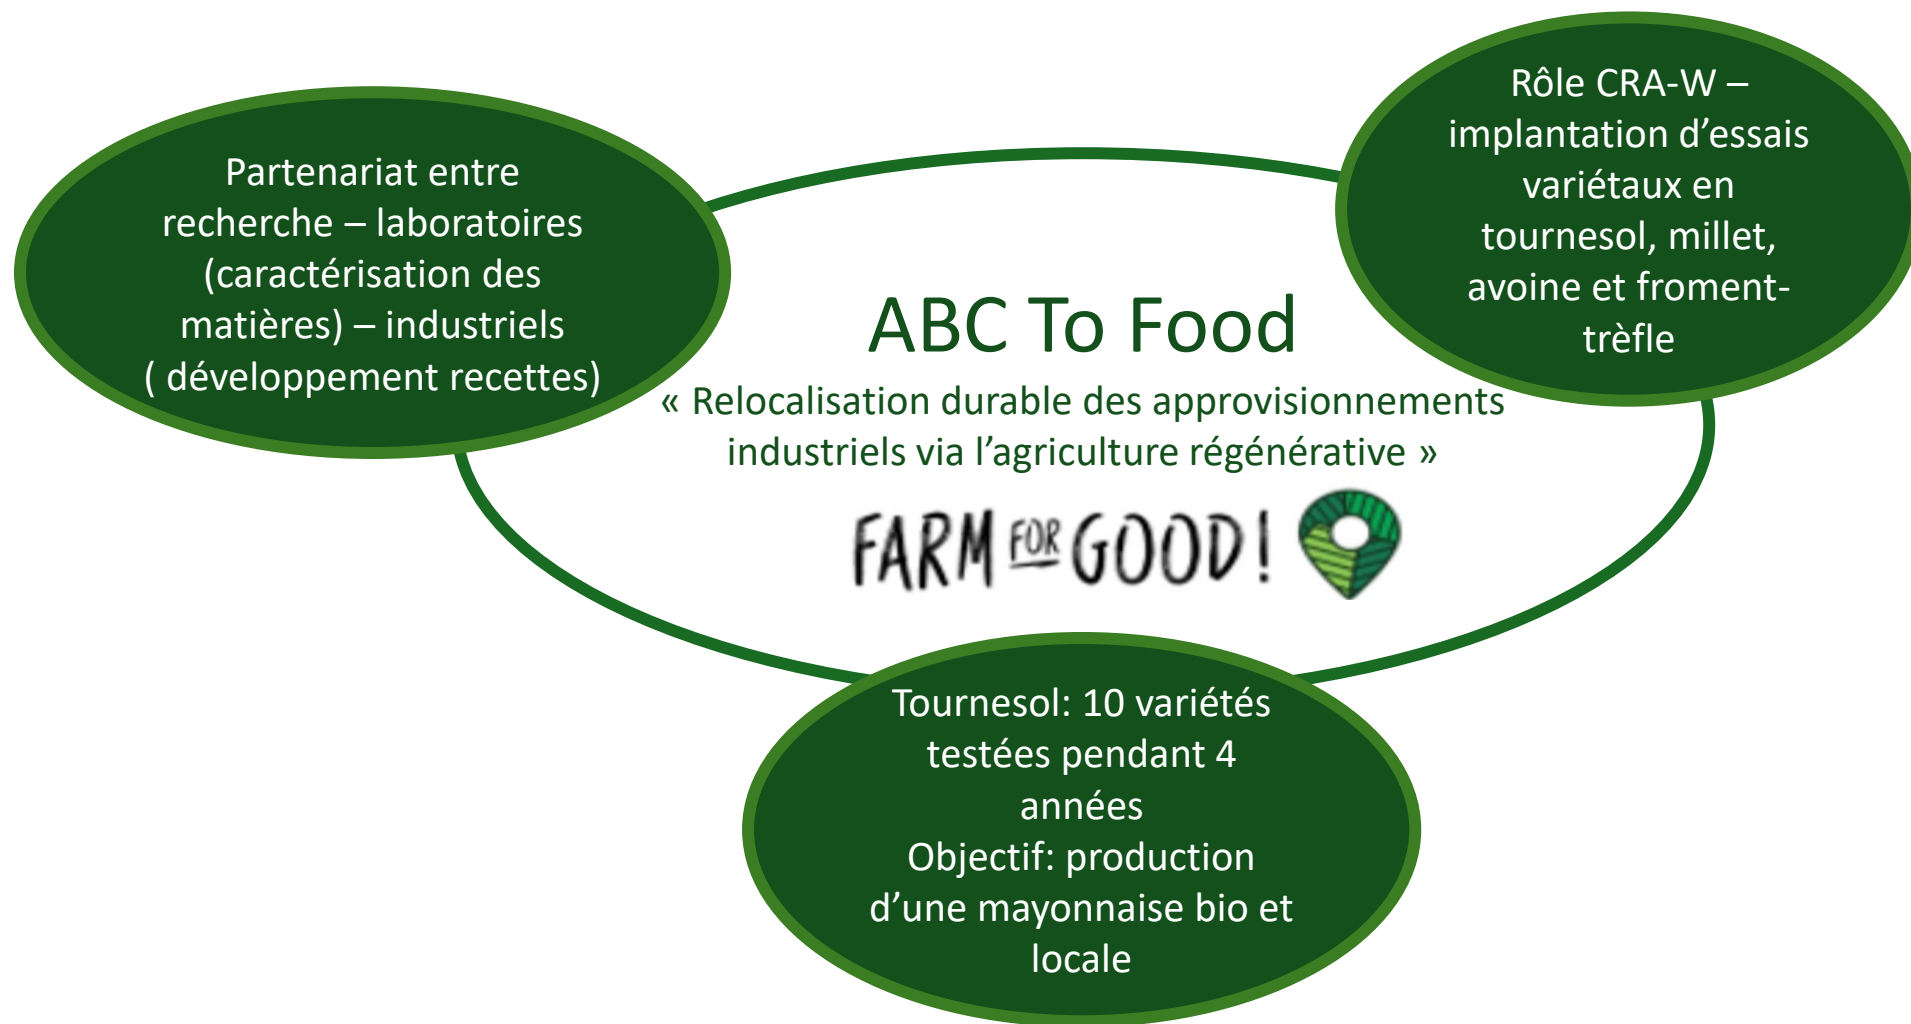 Partenariat entre
recherche – laboratoires
(caractérisation des
matières) – industriels
( développement recettes)
Rôle CRA-W –
implantation d’essais
variétaux en
tournesol, millet,
avoine et froment-
trèfle
ABC To Food
« Relocalisation durable des approvisionnements
industriels via l’agriculture régénérative »
FARM FOR GOOD !
Tournesol: 10 variétés
testées pendant 4
années
Objectif: production
d’une mayonnaise bio et
locale